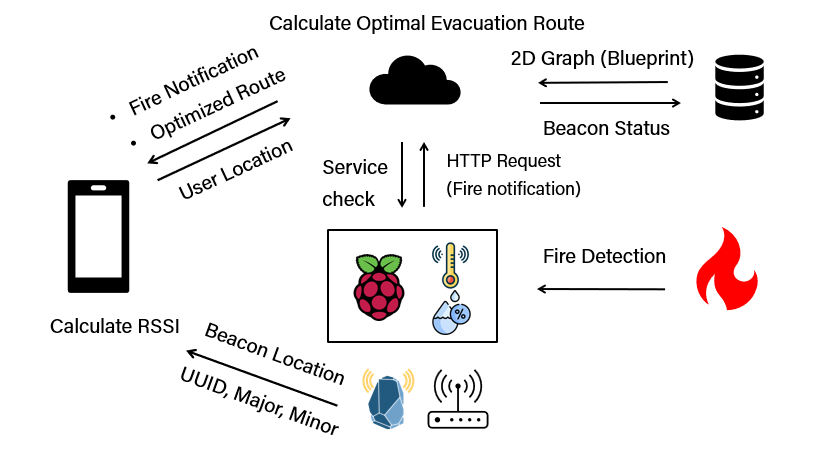 Calculate Optimal Evacuation Route
• Fire Notification
• Optimized Route
User Location
2D Graph (Blueprint)
Beacon Status
Service
check
HTTP Request
(Fire notification)
Fire Detection
%
Calculate RSSI
Beacon Location
UUID, Major, Minor